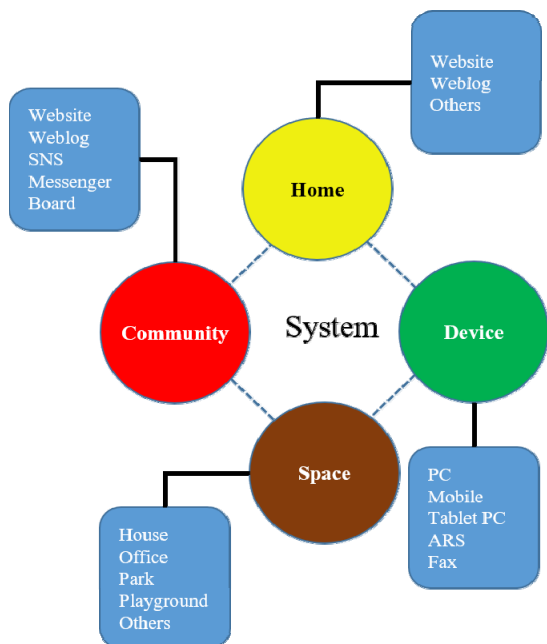 Website
Weblog
Others
Website
Weblog
SNS
Messenger
Board
Home
Community
System
Device
Space
House
Office
Park
Playground
Others
PC
Mobile
Tablet PC
ARS
Fax